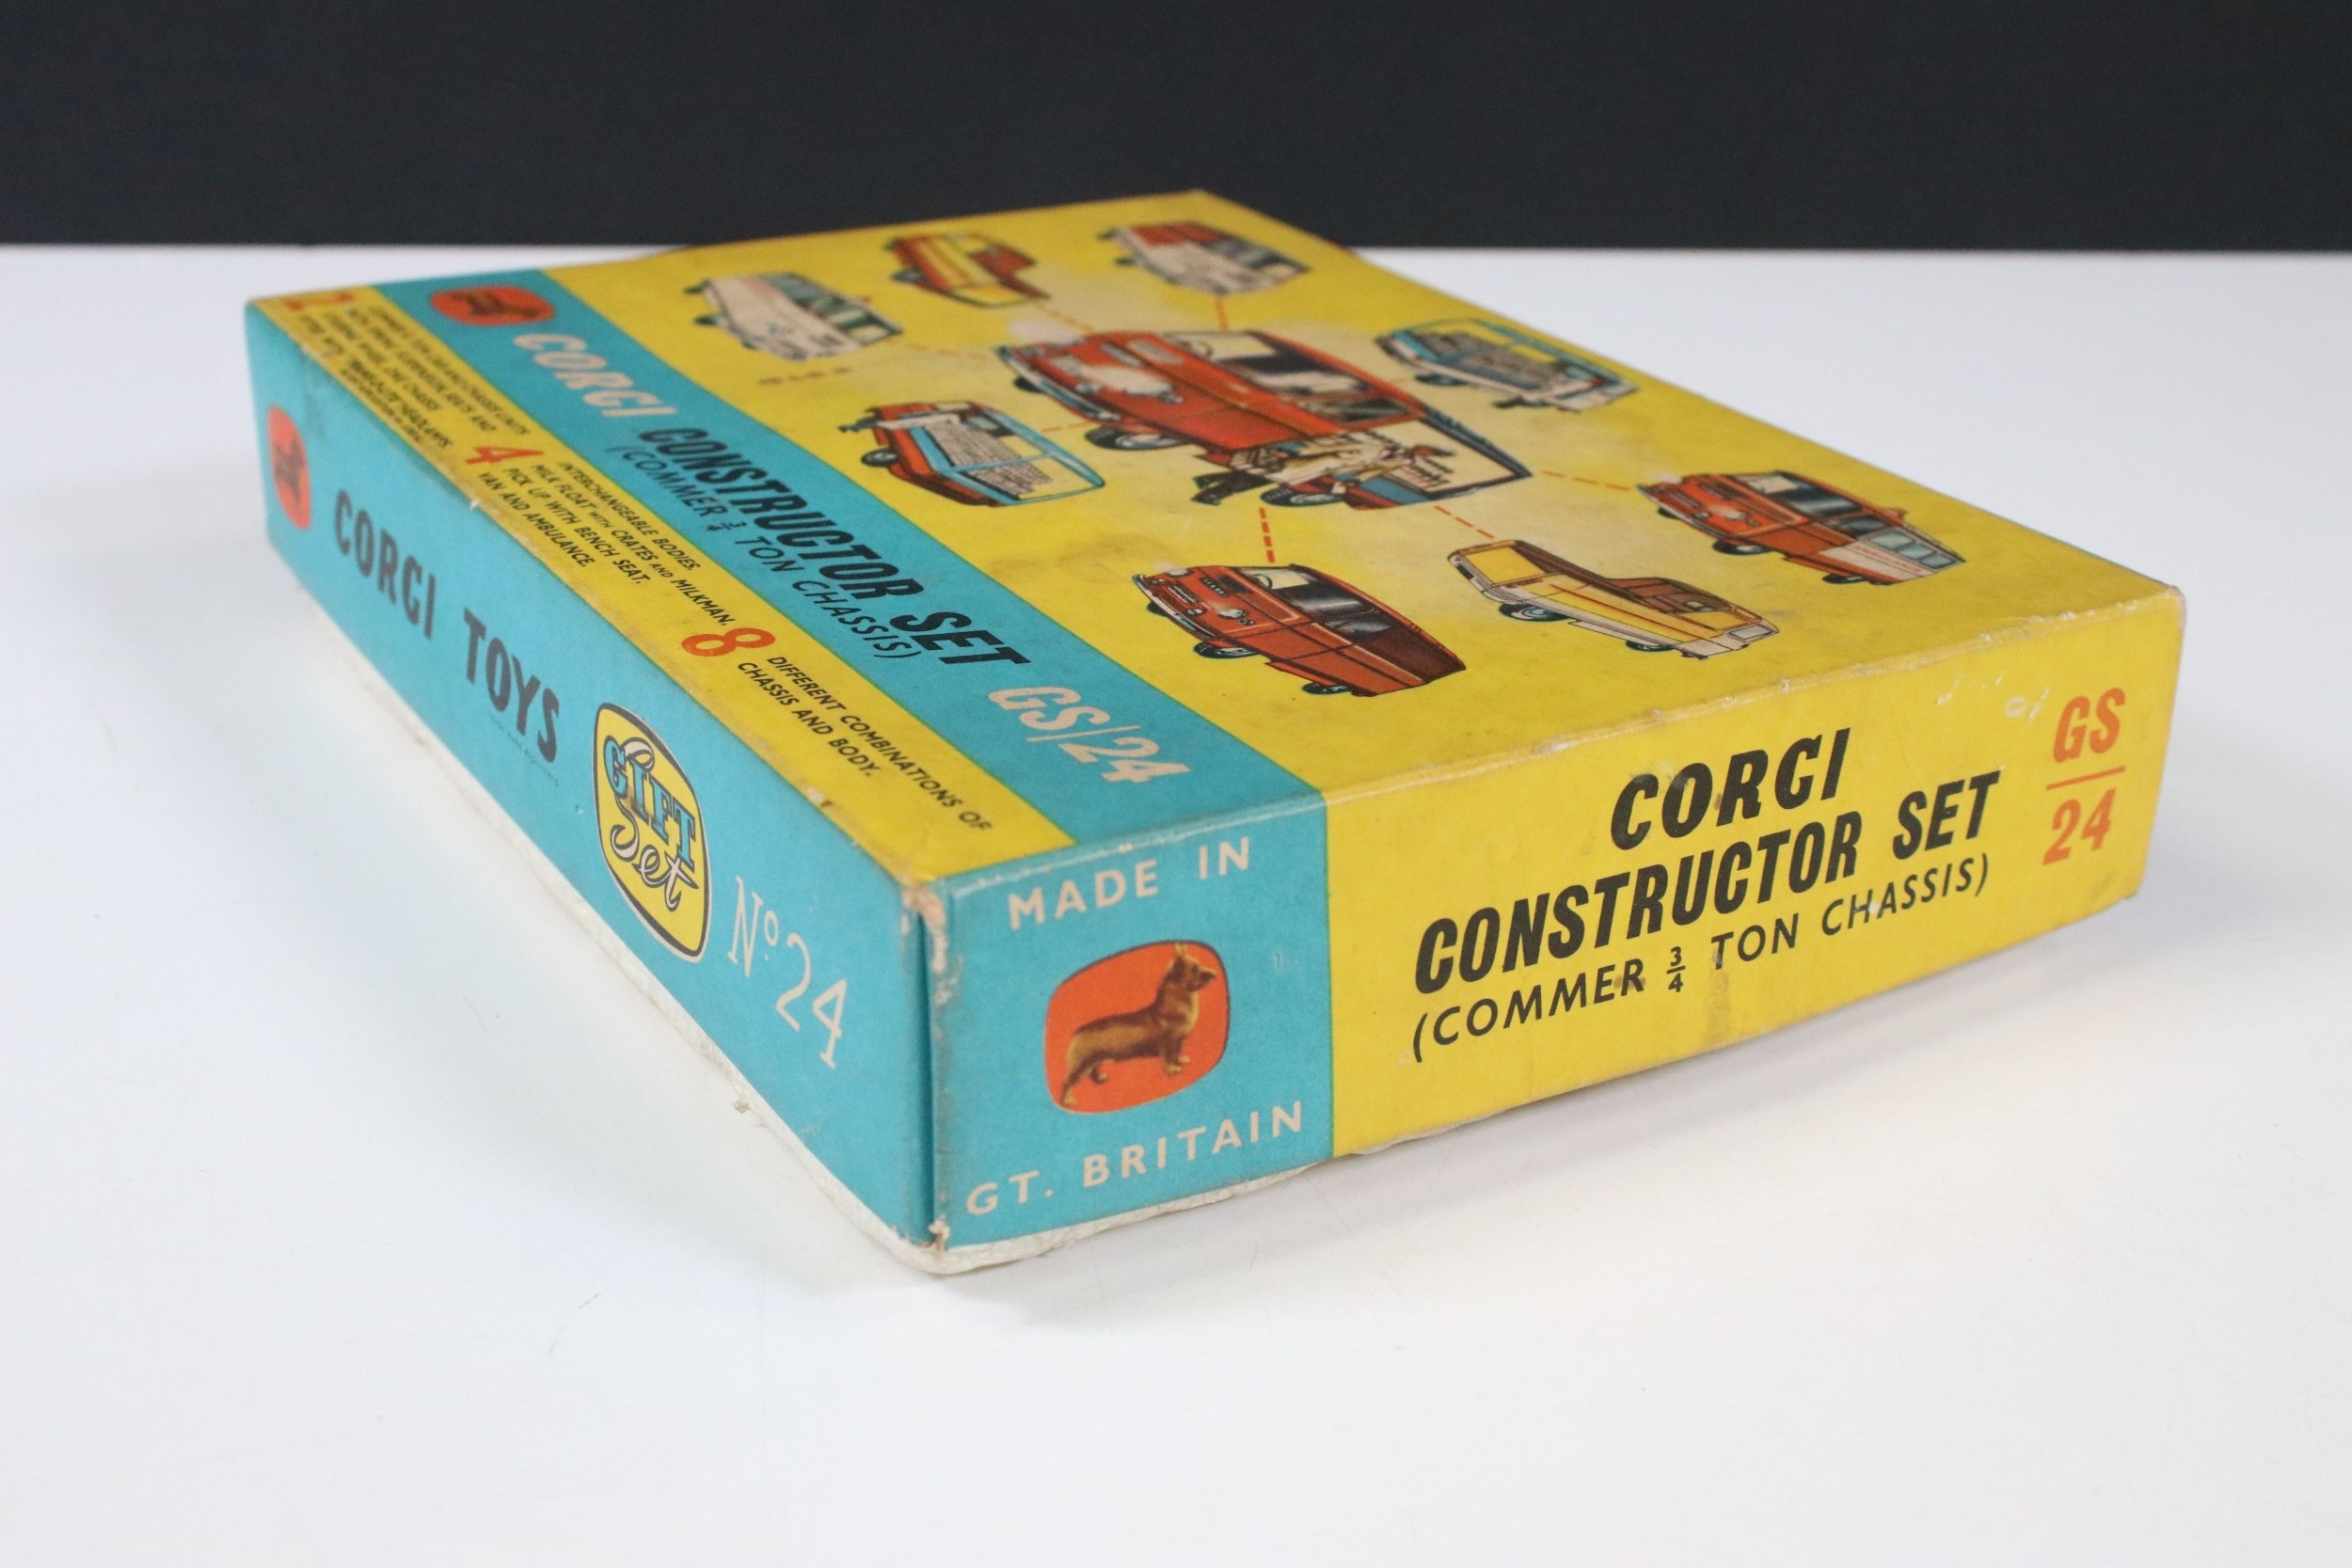 CORGI CONSTRUCTOR SET GS/24
(COMMER 3/4 TON CHASSIS)
2
4 INTERCHANGEABLE BODIES.
MILK FLOAT WITH CRATES AND MILKMAN.
PICK UP WITH BENCH SEAT.
VAN AND AMBULANCE.
8 DIFFERENT COMBINATIONS OF
CHASSIS AND BODY.
CORGI TOYS
GIFT
Set
No. 24
MADE IN
GT. BRITAIN
CORGI
CONSTRUCTOR SET
(COMMER 3/4 TON CHASSIS)
GS
24